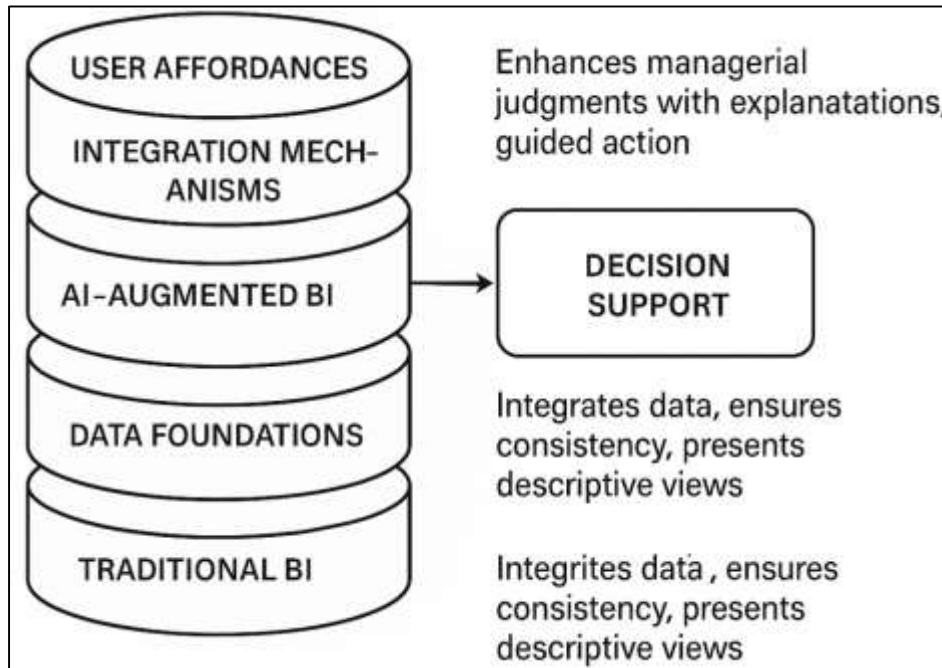 USER AFFORDANCES
INTEGRATION MECH-
ANISMS
AI-AUGMENTED BI
DATA FOUNDATIONS
TRADITIONAL BI
Enhances managerial
judgments with explanatations,
guided action
DECISION
SUPPORT
Integrates data, ensures
consistency, presents
descriptive views
Integrites data , ensures
consistency, presents
descriptive views